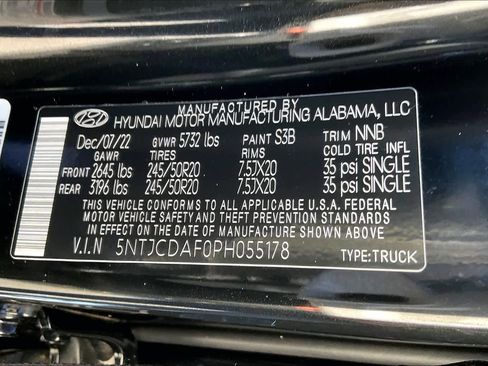 MANUFACTURED BY
HYUNDAI MOTOR MANUFACTURING ALABAMA, LLC
Dec/07/22 GVWR 5732 lbs PAINT S3B TRIM NNB
GAWR TIRES RIMS COLD TIRE INFL
FRONT 2645 lbs 245/50R20 7.5JX20 35 psi SINGLE
REAR 3196 lbs 245/50R20 7.5JX20 35 psi SINGLE
THIS VEHICLE CONFORMS TO ALL APPLICABLE U.S.A. FEDERAL
MOTOR VEHICLE SAFETY AND THEFT PREVENTION STANDARDS
IN EFFECT ON THE DATE OF MANUFACTURE SHOWN ABOVE.
V.I.N 5NTJCDAF0PH055178 TYPE:TRUCK